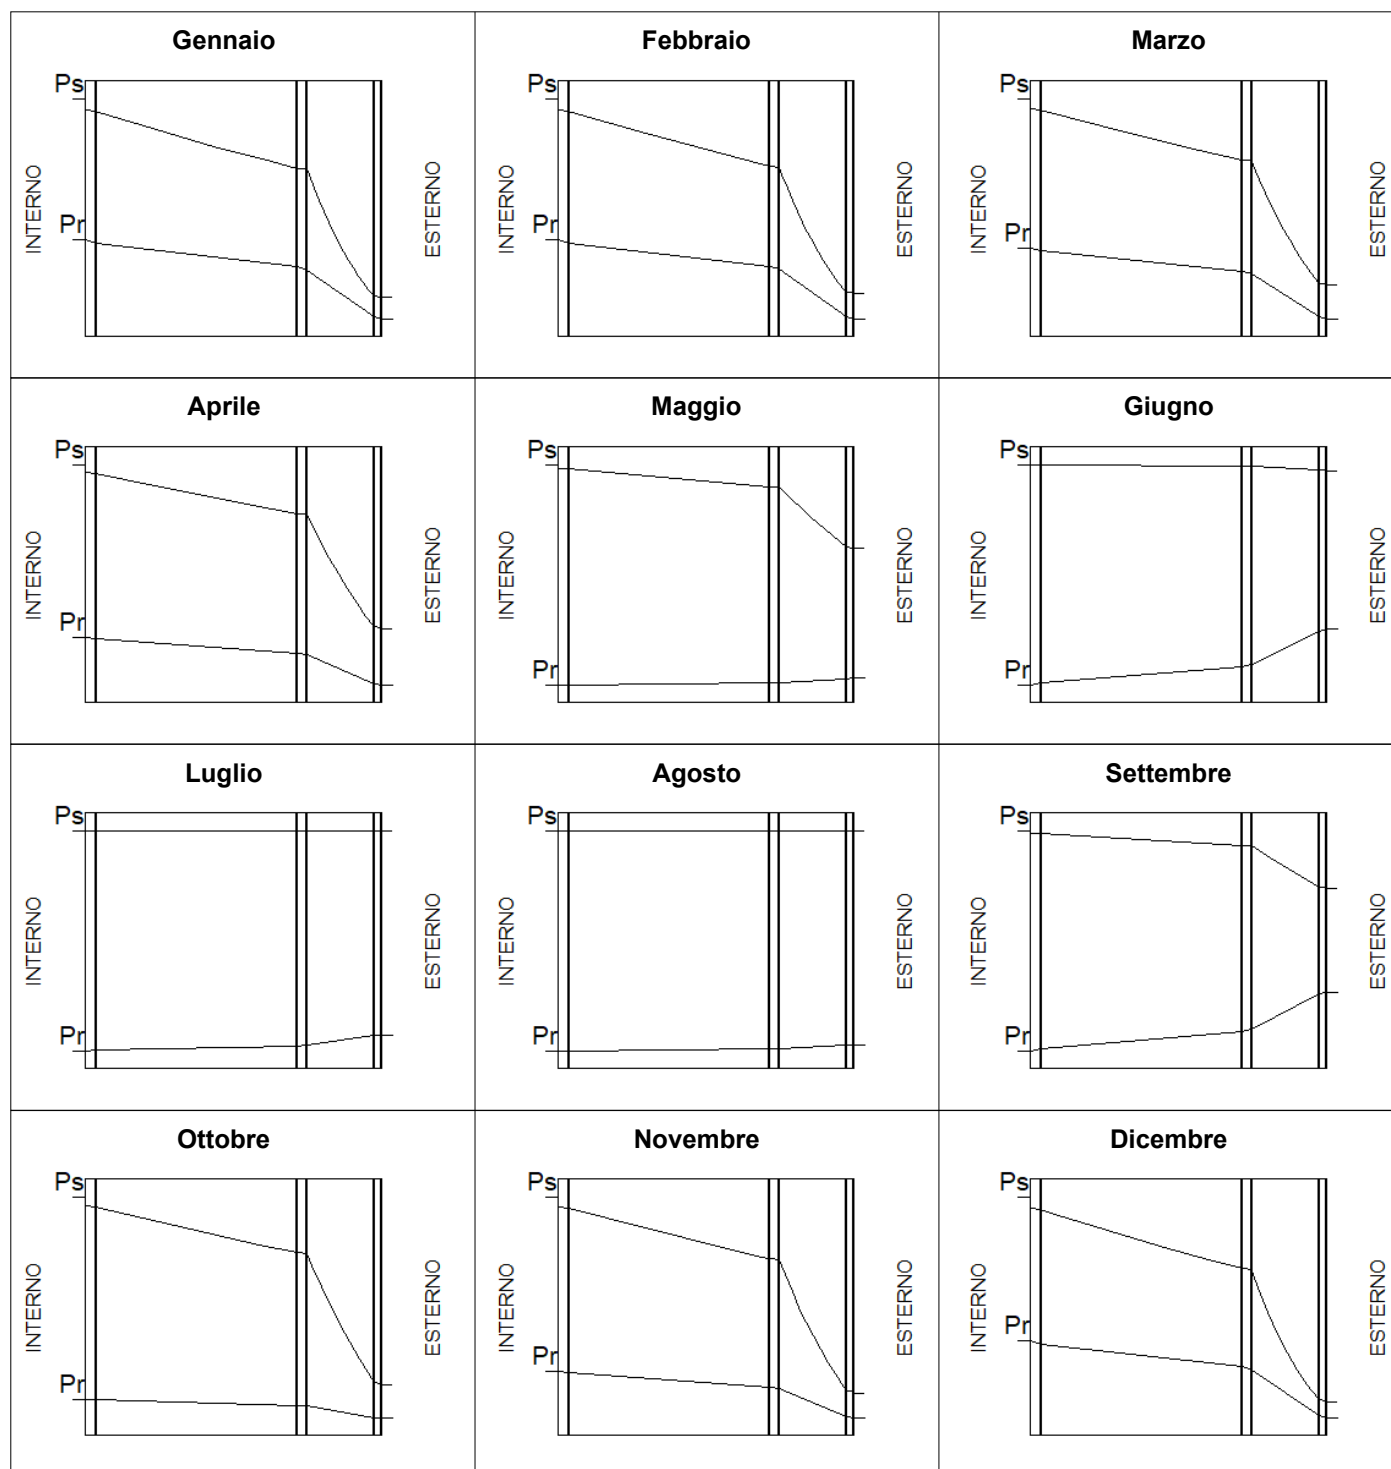 Gennaio
Ps
Pr
INTERNO
ESTERNO
Febbraio
Ps
Pr
INTERNO
ESTERNO
Marzo
Ps
Pr
INTERNO
ESTERNO
Aprile
Ps
Pr
INTERNO
ESTERNO
Maggio
Ps
Pr
INTERNO
ESTERNO
Giugno
Ps
Pr
INTERNO
ESTERNO
Luglio
Ps
Pr
INTERNO
ESTERNO
Agosto
Ps
Pr
INTERNO
ESTERNO
Settembre
Ps
Pr
INTERNO
ESTERNO
Ottobre
Ps
Pr
INTERNO
ESTERNO
Novembre
Ps
Pr
INTERNO
ESTERNO
Dicembre
Ps
Pr
INTERNO
ESTERNO